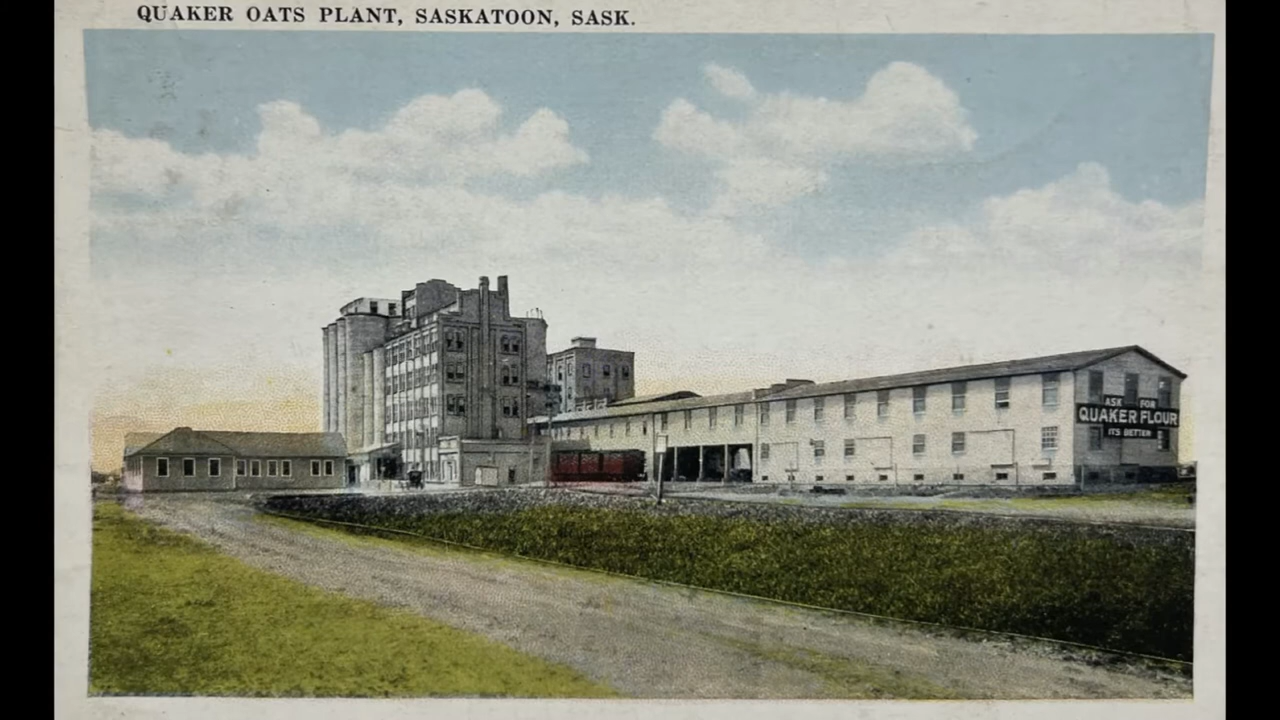 QUAKER OATS PLANT, SASKATOON, SASK.
ASK FOR
QUAKER FLOUR
ITS BETTER